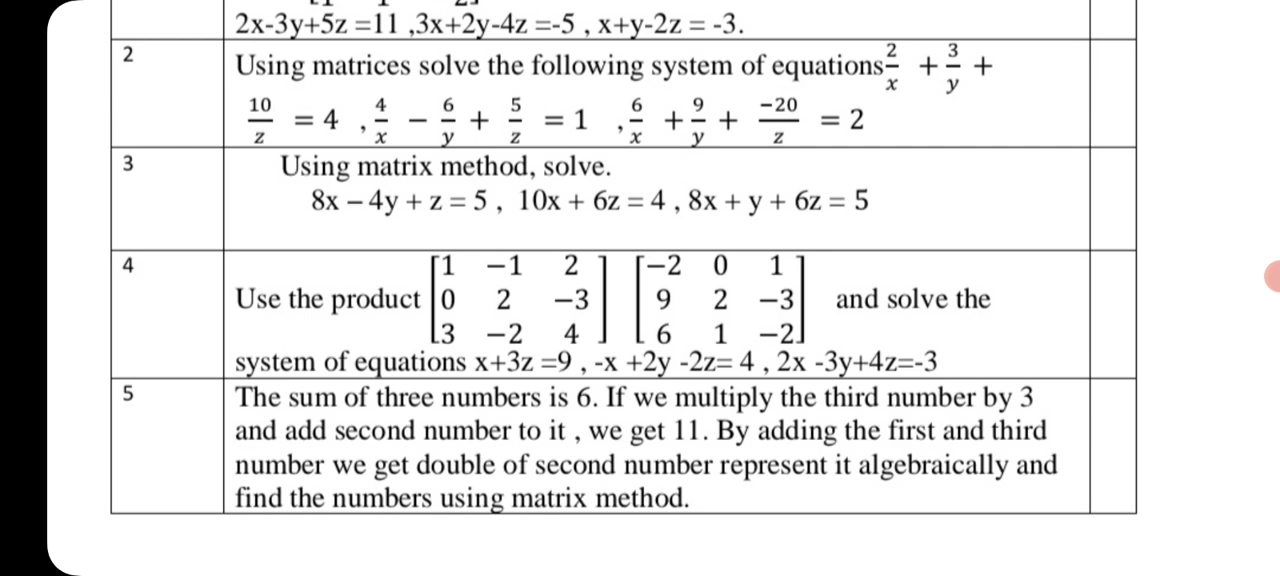 2x-3y+5z =11 ,3x+2y-4z =-5 , x+y-2z = -3.
2
Using matrices solve the following system of equations 2/x + 3/y +
10/z = 4 , 4/x − 6/y + 5/z = 1 , 6/x + 9/y + −20/z = 2
3
Using matrix method, solve.
8x – 4y + z = 5 , 10x + 6z = 4 , 8x + y + 6z = 5
4
[1 −1 2] [−2 0 1]
Use the product [0 2 −3] [9 2 −3] and solve the
[3 −2 4] [6 1 −2]
system of equations x+3z =9 , -x +2y -2z= 4 , 2x -3y+4z=-3
5
The sum of three numbers is 6. If we multiply the third number by 3
and add second number to it , we get 11. By adding the first and third
number we get double of second number represent it algebraically and
find the numbers using matrix method.